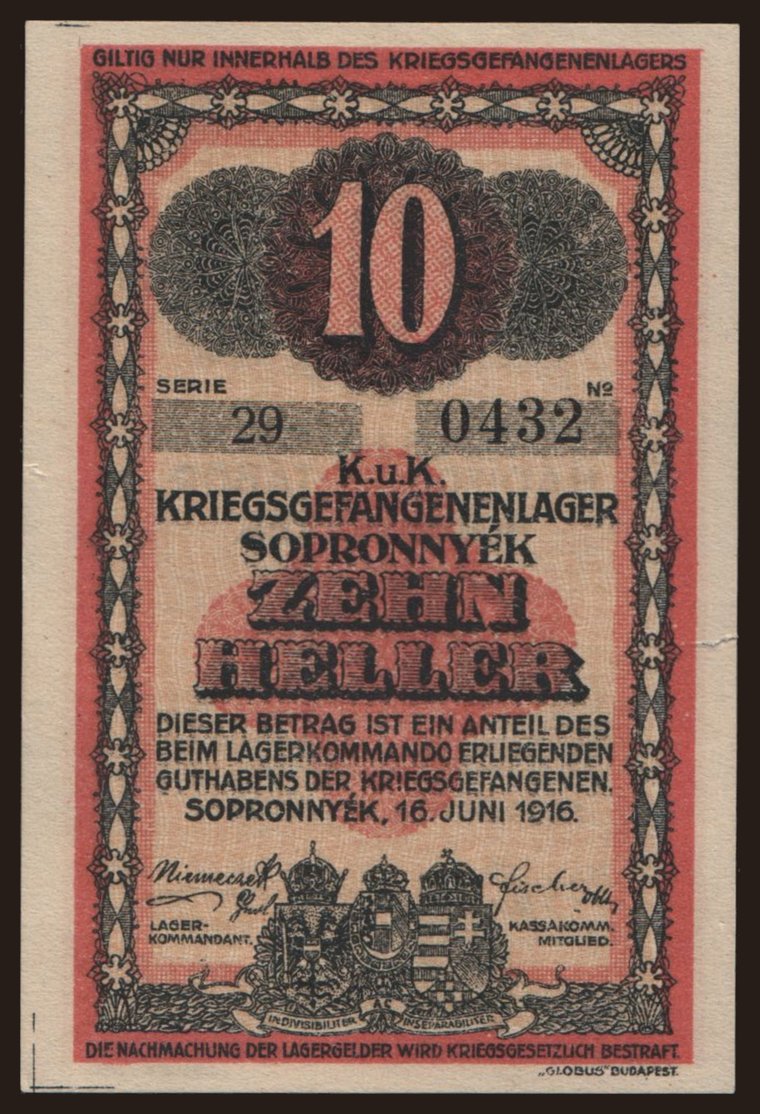 GILTIG NUR INNERHALB DES KRIEGSGEFANGENENLAGERS
10
SERIE Nº
29 0432
K.u.K.
KRIEGSGEFANGENENLAGER
SOPRONNYÉK
ZEHN
HELLER
DIESER BETRAG IST EIN ANTEIL DES
BEIM LAGERKOMMANDO ERLIEGENDEN
GUTHABENS DER KRIEGSGEFANGENEN.
SOPRONNYÉK, 16. JUNI 1916.
Fischer
LAGER-
KOMMANDANT.
KASSAKOMM.
MITGLIED.
INDIVISIBILITER AC INSEPARABILITER
DIE NACHMACHUNG DER LAGERGELDER WIRD KRIEGSGESETZLICH BESTRAFT.
„GLOBUS" BUDAPEST.